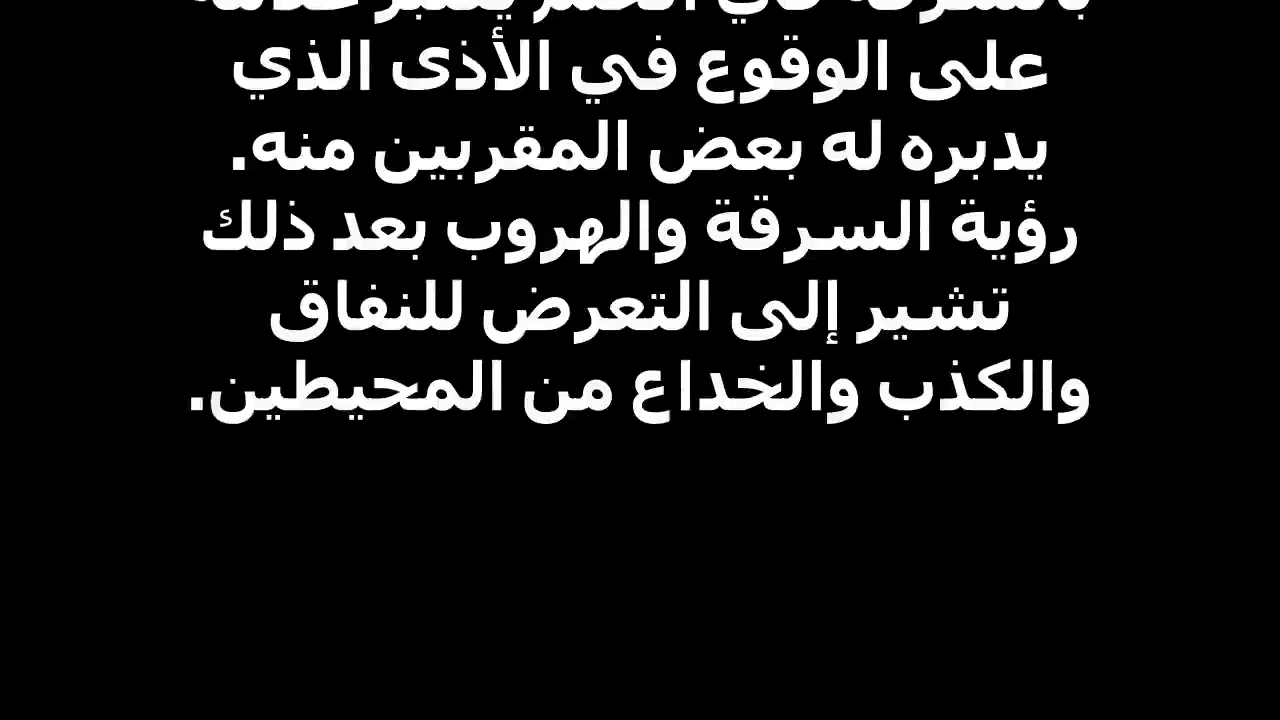 على الوقوع في الأذى الذي
يدبره له بعض المقربين منه.
رؤية السرقة والهروب بعد ذلك
تشير إلى التعرض للنفاق
والكذب والخداع من المحيطين.